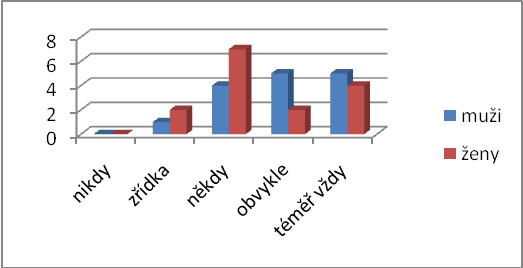 8
6
4
2
0
nikdy
zřídka
někdy
obvykle
téměř vždy
muži
ženy